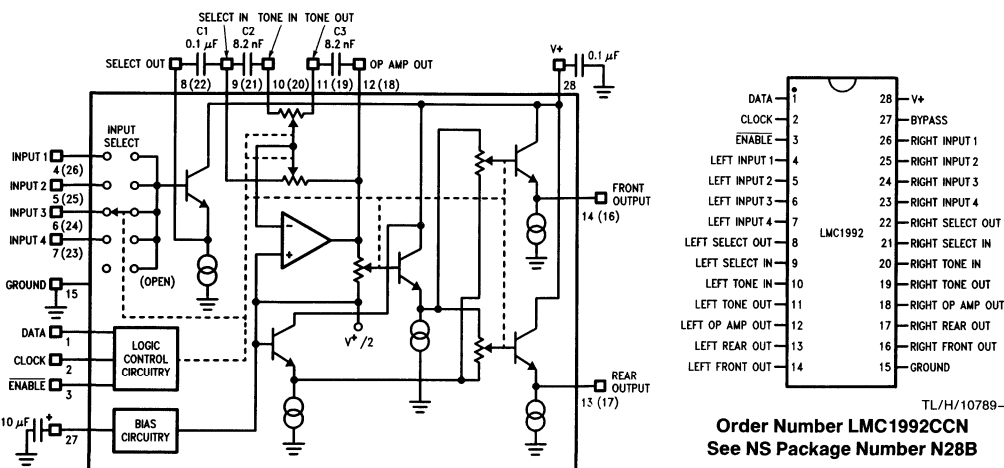 SELECT IN TONE IN TONE OUT
C1 C2 C3
0.1 µF 8.2 nF 8.2 nF
SELECT OUT
OP AMP OUT
8 (22) 9 (21) 10 (20) 11 (19) 12 (18)
V+
0.1 µF
28
INPUT
SELECT
INPUT 1
4 (26)
INPUT 2
5 (25)
INPUT 3
6 (24)
INPUT 4
7 (23)
(OPEN)
GROUND
15
DATA
1
CLOCK
2
ENABLE
3
LOGIC
CONTROL
CIRCUITRY
10 µF
+
27
BIAS
CIRCUITRY
−
+
V+/2
FRONT
OUTPUT
14 (16)
REAR
OUTPUT
13 (17)
DATA 1 28 V+
CLOCK 2 27 BYPASS
ENABLE 3 26 RIGHT INPUT 1
LEFT INPUT 1 4 25 RIGHT INPUT 2
LEFT INPUT 2 5 24 RIGHT INPUT 3
LEFT INPUT 3 6 23 RIGHT INPUT 4
LEFT INPUT 4 7 22 RIGHT SELECT OUT
LMC1992
LEFT SELECT OUT 8 21 RIGHT SELECT IN
LEFT SELECT IN 9 20 RIGHT TONE IN
LEFT TONE IN 10 19 RIGHT TONE OUT
LEFT TONE OUT 11 18 RIGHT OP AMP OUT
LEFT OP AMP OUT 12 17 RIGHT REAR OUT
LEFT REAR OUT 13 16 RIGHT FRONT OUT
LEFT FRONT OUT 14 15 GROUND
TL/H/10789–
Order Number LMC1992CCN
See NS Package Number N28B